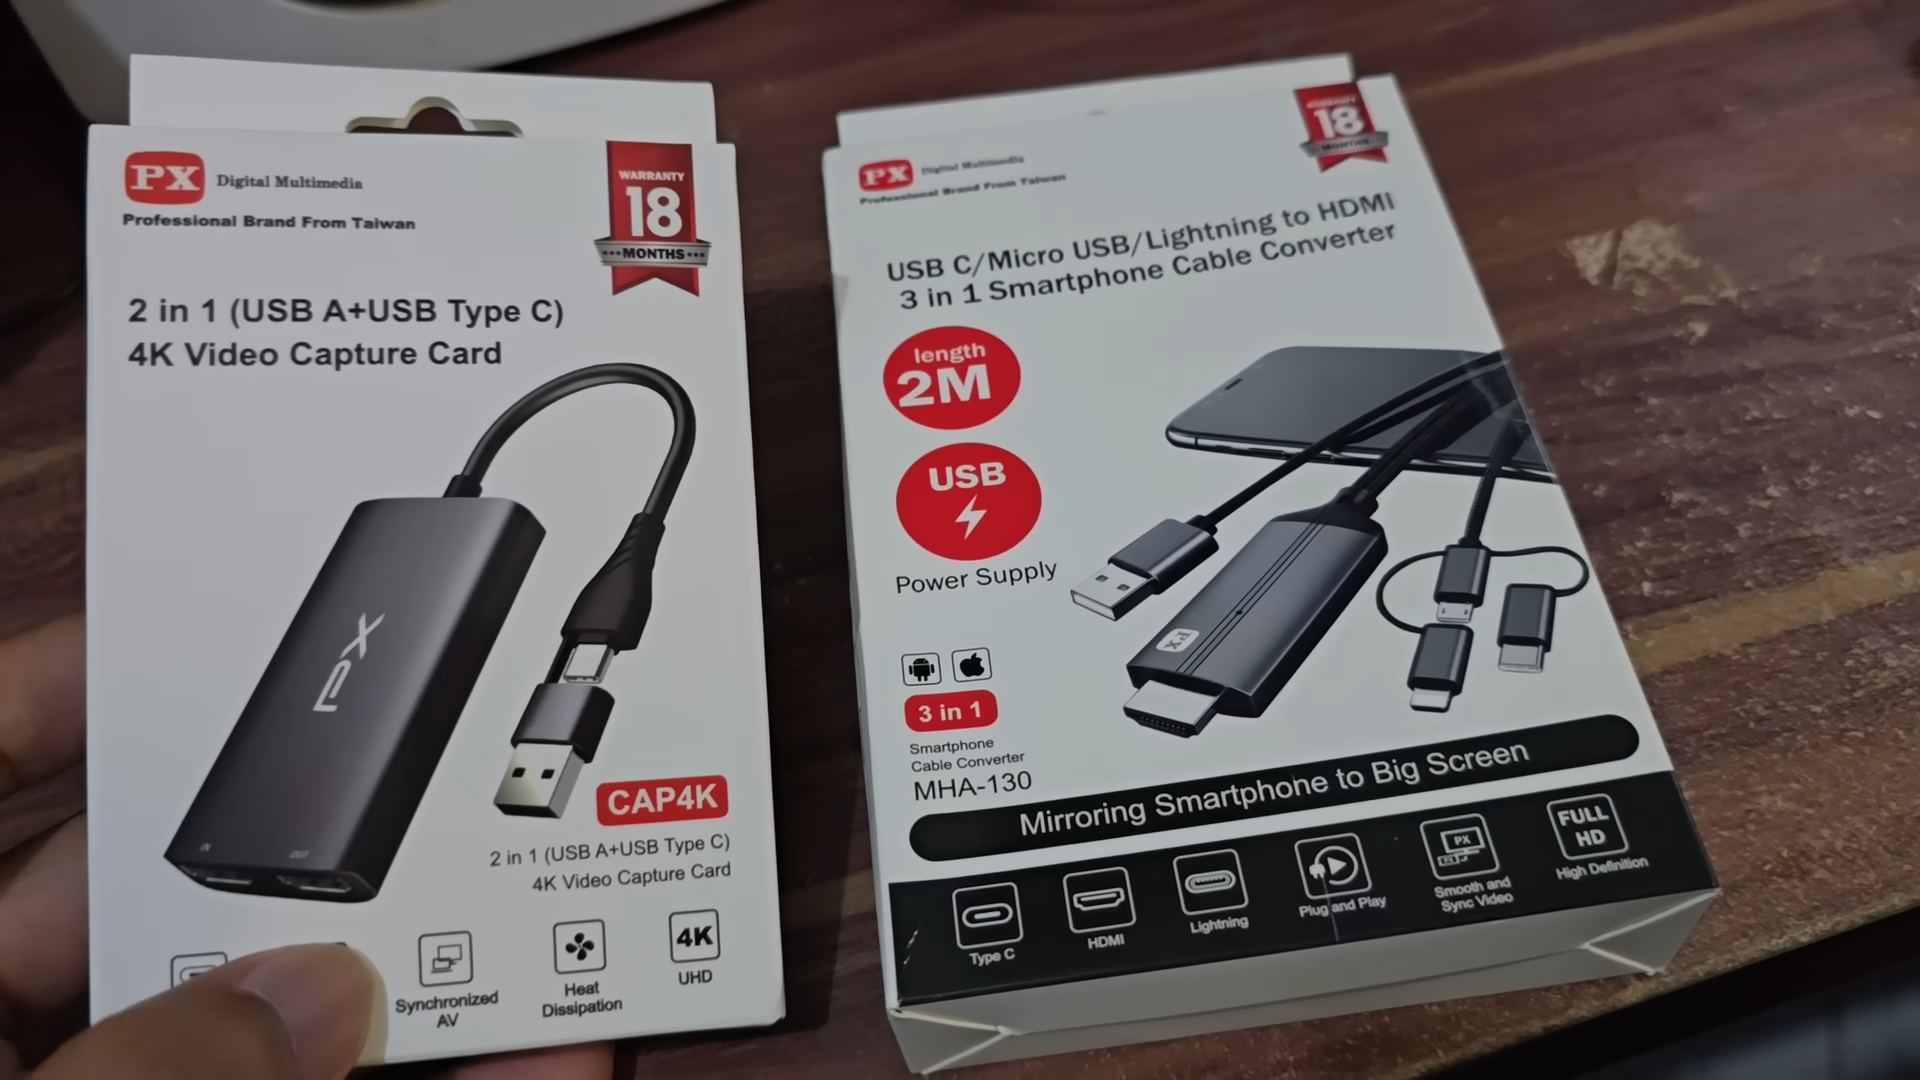 PX Digital Multimedia
Professional Brand From Taiwan
WARRANTY
18
MONTHS
2 in 1 (USB A+USB Type C)
4K Video Capture Card
PX
IN
OUT
CAP4K
2 in 1 (USB A+USB Type C)
4K Video Capture Card
Synchronized
AV
Heat
Dissipation
4K
UHD
PX Digital Multimedia
Professional Brand From Taiwan
WARRANTY
18
MONTHS
USB C/Micro USB/Lightning to HDMI
3 in 1 Smartphone Cable Converter
length
2M
USB
Power Supply
PX
3 in 1
Smartphone
Cable Converter
MHA-130
Mirroring Smartphone to Big Screen
Type C
HDMI
Lightning
Plug and Play
PX
PX
Smooth and
Sync Video
FULL
HD
High Definition